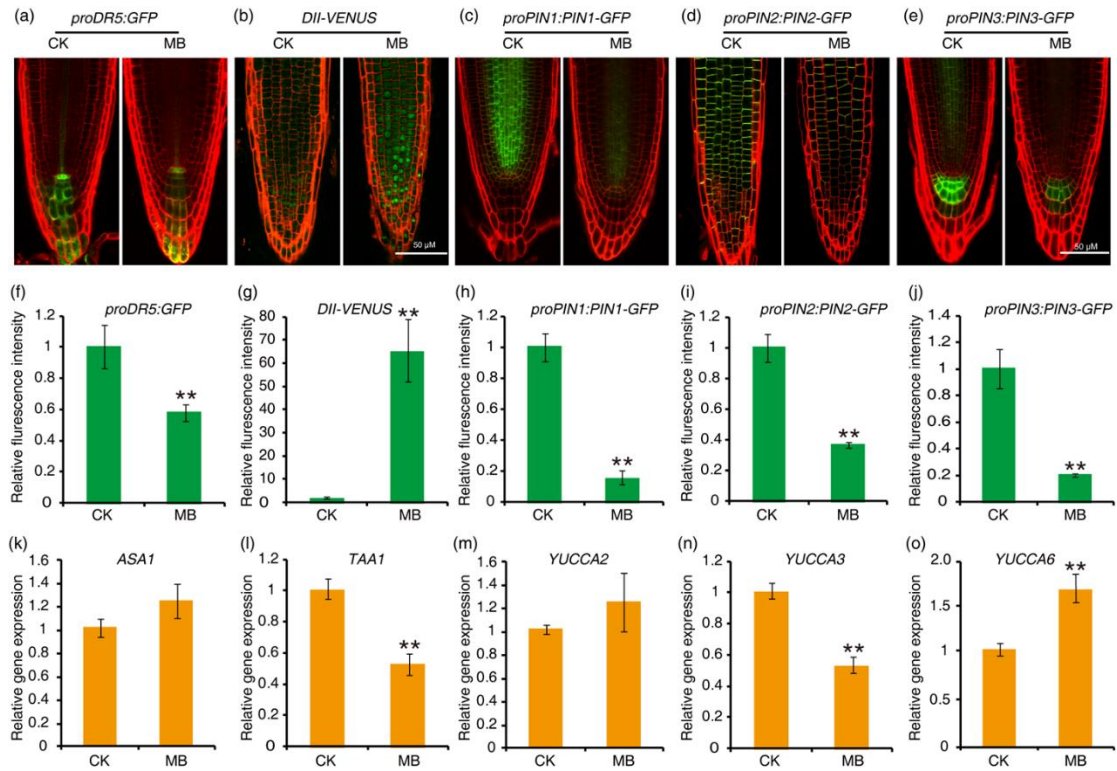 (a) proDR5:GFP
CK MB
(b) DII-VENUS
CK MB
50 µM
(c) proPIN1:PIN1-GFP
CK MB
(d) proPIN2:PIN2-GFP
CK MB
(e) proPIN3:PIN3-GFP
CK MB
50 µM
(f) proDR5:GFP
Relative flurescence intensity
1.2
1
0.8
0.6
0.4
0.2
0
**
CK MB
(g) DII-VENUS
Relative flurescence intensity
80
70
60
50
40
30
20
10
0
**
CK MB
(h) proPIN1:PIN1-GFP
Relative flurescence intensity
1.2
1
0.8
0.6
0.4
0.2
0
**
CK MB
(i) proPIN2:PIN2-GFP
Relative flurescence intensity
1.2
1
0.8
0.6
0.4
0.2
0
**
CK MB
(j) proPIN3:PIN3-GFP
Relative flurescence intensity
1.4
1.2
1
0.8
0.6
0.4
0.2
0
**
CK MB
(k) ASA1
Relative gene expression
1.6
1.4
1.2
1
0.8
0.6
0.4
0.2
0
CK MB
(l) TAA1
Relative gene expression
1.2
1
0.8
0.6
0.4
0.2
0
**
CK MB
(m) YUCCA2
Relative gene expression
1.6
1.4
1.2
1
0.8
0.6
0.4
0.2
0
CK MB
(n) YUCCA3
Relative gene expression
1.2
1
0.8
0.6
0.4
0.2
0
**
CK MB
(o) YUCCA6
Relative gene expression
2.0
1.5
1.0
0.5
0
**
CK MB